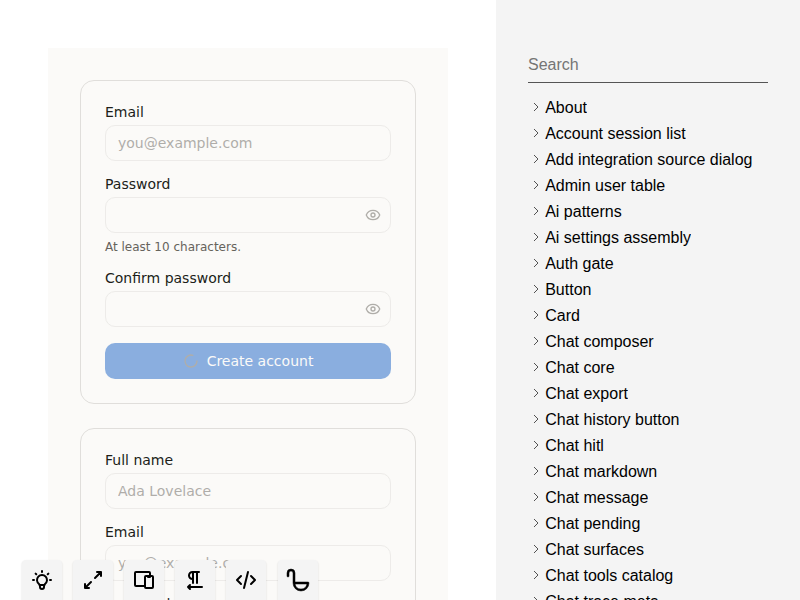 Email
you@example.com
Password
At least 10 characters.
Confirm password
Create account
Full name
Ada Lovelace
Email
Search
About
Account session list
Add integration source dialog
Admin user table
Ai patterns
Ai settings assembly
Auth gate
Button
Card
Chat composer
Chat core
Chat export
Chat history button
Chat hitl
Chat markdown
Chat message
Chat pending
Chat surfaces
Chat tools catalog
Chat trace meta